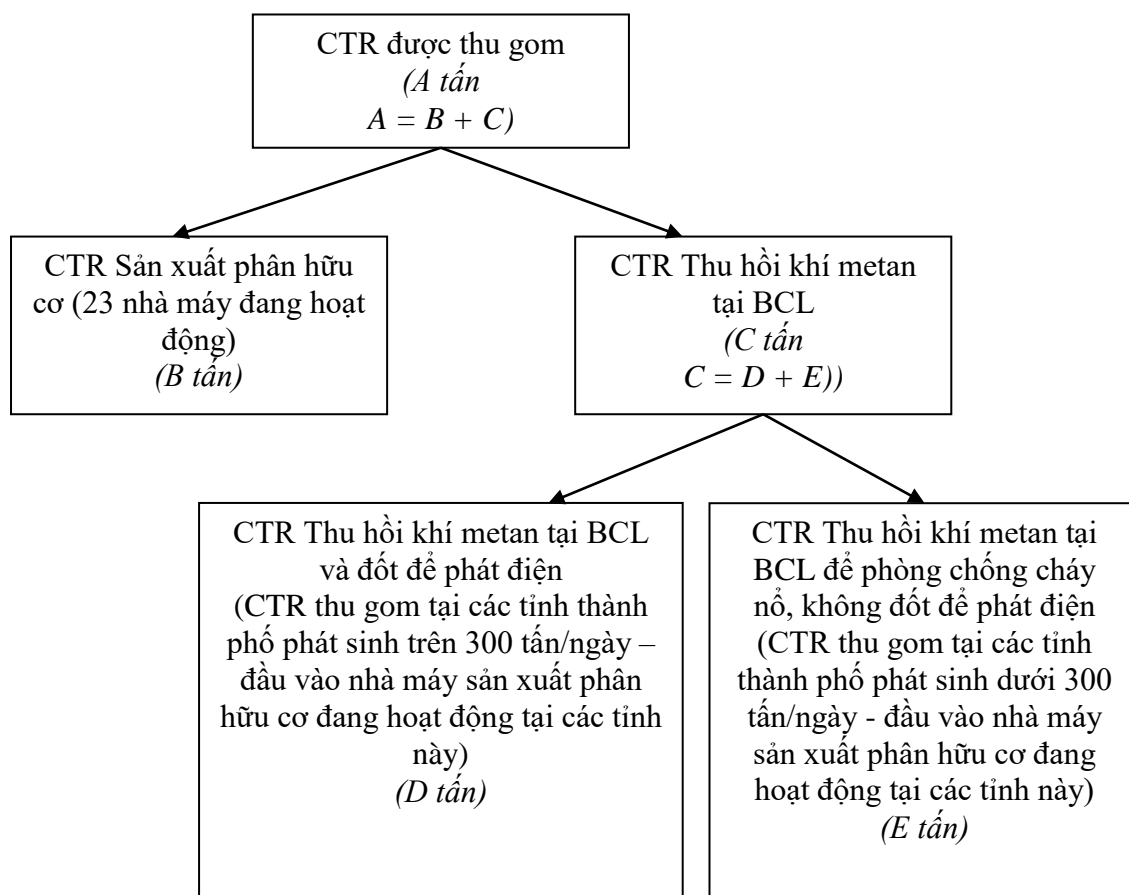 CTR được thu gom
(A tấn
A = B + C)
CTR Sản xuất phân hữu
cơ (23 nhà máy đang hoạt
động)
(B tấn)
CTR Thu hồi khí metan
tại BCL
(C tấn
C = D + E))
CTR Thu hồi khí metan tại BCL
và đốt để phát điện
(CTR thu gom tại các tỉnh thành
phố phát sinh trên 300 tấn/ngày –
đầu vào nhà máy sản xuất phân
hữu cơ đang hoạt động tại các tỉnh
này)
(D tấn)
CTR Thu hồi khí metan tại
BCL để phòng chống cháy
nổ, không đốt để phát điện
(CTR thu gom tại các tỉnh
thành phố phát sinh dưới 300
tấn/ngày - đầu vào nhà máy
sản xuất phân hữu cơ đang
hoạt động tại các tỉnh này)
(E tấn)